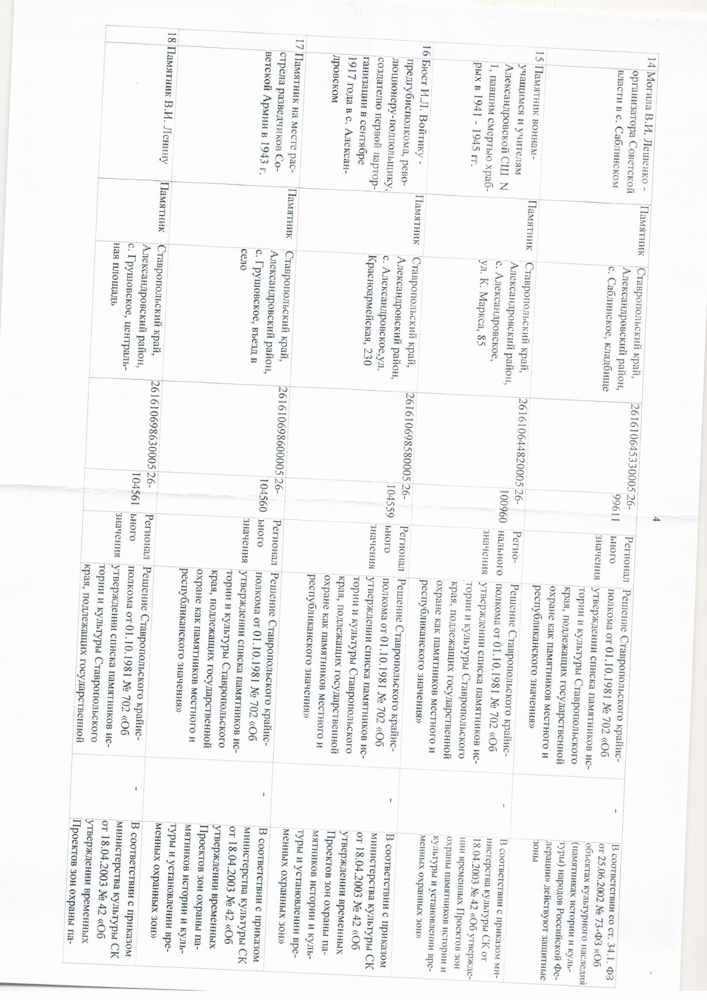 4
14
Могила В.И. Лешенко -
организатора Советской
власти в с. Саблинском
Памятник
Ставропольский край,
Александровский район,
с. Саблинское, кладбище
261610645330005
26-
99611
Регионал
ьного
значения
Решение Ставропольского крайис-
полкома от 01.10.1981 № 702 «Об
утверждении списка памятников ис-
тории и культуры Ставропольского
края, подлежащих государственной
охране как памятников местного и
республиканского значения»
-
В соответствии со ст. 34.1. ФЗ
от 25.06.2002 № 73-ФЗ «Об
объектах культурного наследия
(памятниках истории и куль-
туры) народов Российской Фе-
дерации» действуют защитные
зоны
15
Памятник воинам-
учащимся и учителям
Александровской СШ N
1, павшим смертью храб-
рых в 1941 - 1945 гг.
Памятник
Ставропольский край,
Александровский район,
с. Александровское,
ул. К. Маркса, 85
261610644820005
26-
100960
Регио-
нального
значения
Решение Ставропольского крайис-
полкома от 01.10.1981 № 702 «Об
утверждении списка памятников ис-
тории и культуры Ставропольского
края, подлежащих государственной
охране как памятников местного и
республиканского значения»
-
В соответствии с приказом ми-
нистерства культуры СК от
18.04.2003 № 42 «Об утвержде-
нии временных Проектов зон
охраны памятников истории и
культуры и установлении вре-
менных охранных зон»
16
Бюст И.Л. Войтику -
предгубисполкома, рево-
люционеру-подпольщику,
создателю первой партор-
ганизации в сентябре
1917 года в с. Алексан-
дровском
Памятник
Ставропольский край,
Александровский район,
с. Александровское,ул.
Красноармейская, 230
261610698580005
26-
104559
Регионал
ьного
значения
Решение Ставропольского крайис-
полкома от 01.10.1981 № 702 «Об
утверждении списка памятников ис-
тории и культуры Ставропольского
края, подлежащих государственной
охране как памятников местного и
республиканского значения»
-
В соответствии с приказом
министерства культуры СК
от 18.04.2003 № 42 «Об
утверждении временных
Проектов зон охраны па-
мятников истории и куль-
туры и установлении вре-
менных охранных зон»
17
Памятник на месте рас-
стрела разведчиков Со-
ветской Армии в 1943 г.
Памятник
Ставропольский край,
Александровский район,
с. Грушовское, въезд в
село
261610698600005
26-
104560
Регионал
ьного
значения
Решение Ставропольского крайис-
полкома от 01.10.1981 № 702 «Об
утверждении списка памятников ис-
тории и культуры Ставропольского
края, подлежащих государственной
охране как памятников местного и
республиканского значения»
-
В соответствии с приказом
министерства культуры СК
от 18.04.2003 № 42 «Об
утверждении временных
Проектов зон охраны па-
мятников истории и куль-
туры и установлении вре-
менных охранных зон»
18
Памятник В.И. Ленину
Памятник
Ставропольский край,
Александровский район,
с. Грушовское, централь-
ная площадь
261610698630005
26-
104561
Регионал
ьного
значения
Решение Ставропольского крайис-
полкома от 01.10.1981 № 702 «Об
утверждении списка памятников ис-
тории и культуры Ставропольского
края, подлежащих государственной
-
В соответствии с приказом
министерства культуры СК
от 18.04.2003 № 42 «Об
утверждении временных
Проектов зон охраны па-